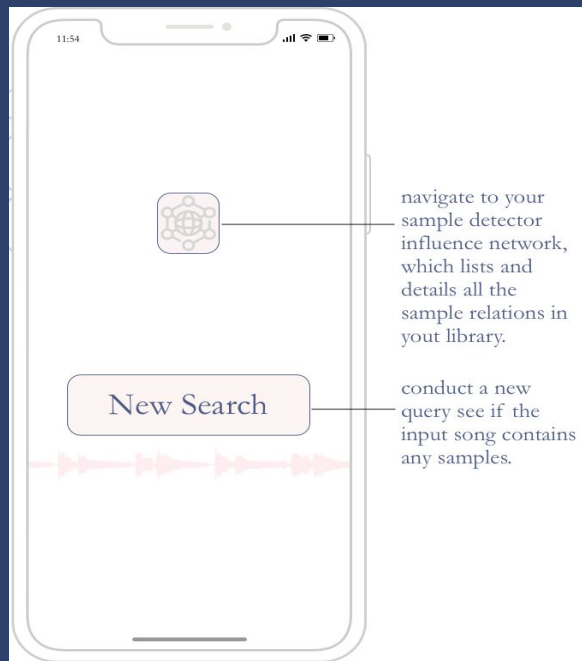 11:54
navigate to your
sample detector
influence network,
which lists and
details all the
sample relations in
yout library.
New Search
conduct a new
query see if the
input song contains
any samples.